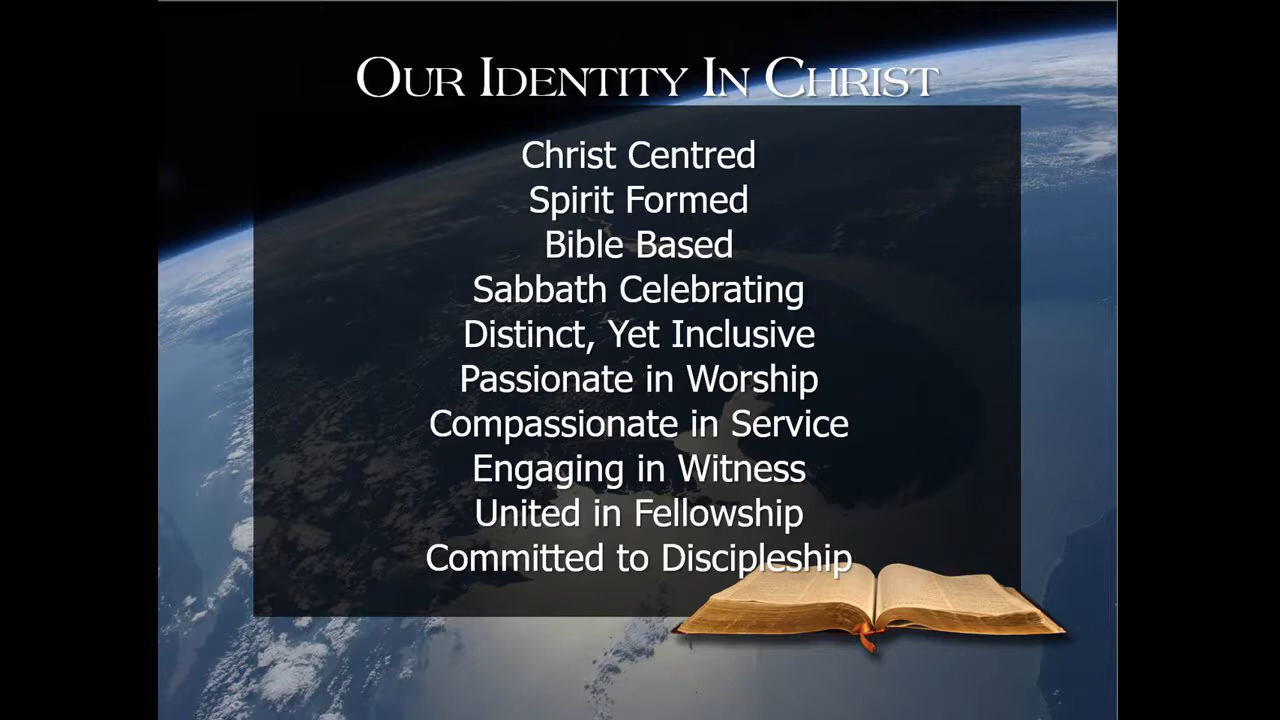 Our Identity In Christ
Christ Centred
Spirit Formed
Bible Based
Sabbath Celebrating
Distinct, Yet Inclusive
Passionate in Worship
Compassionate in Service
Engaging in Witness
United in Fellowship
Committed to Discipleship